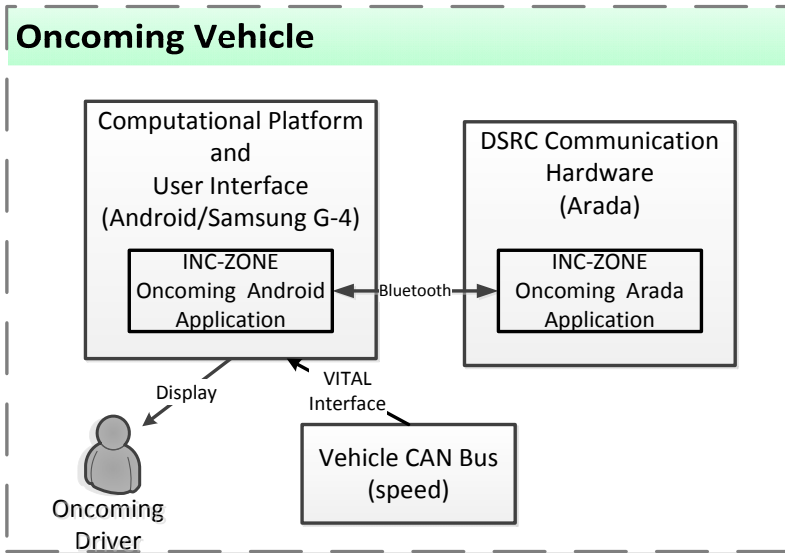 Oncoming Vehicle
Computational Platform
and
User Interface
(Android/Samsung G-4)
INC-ZONE
Oncoming Android
Application
Bluetooth
DSRC Communication
Hardware
(Arada)
INC-ZONE
Oncoming Arada
Application
Display
VITAL
Interface
Vehicle CAN Bus
(speed)
Oncoming
Driver